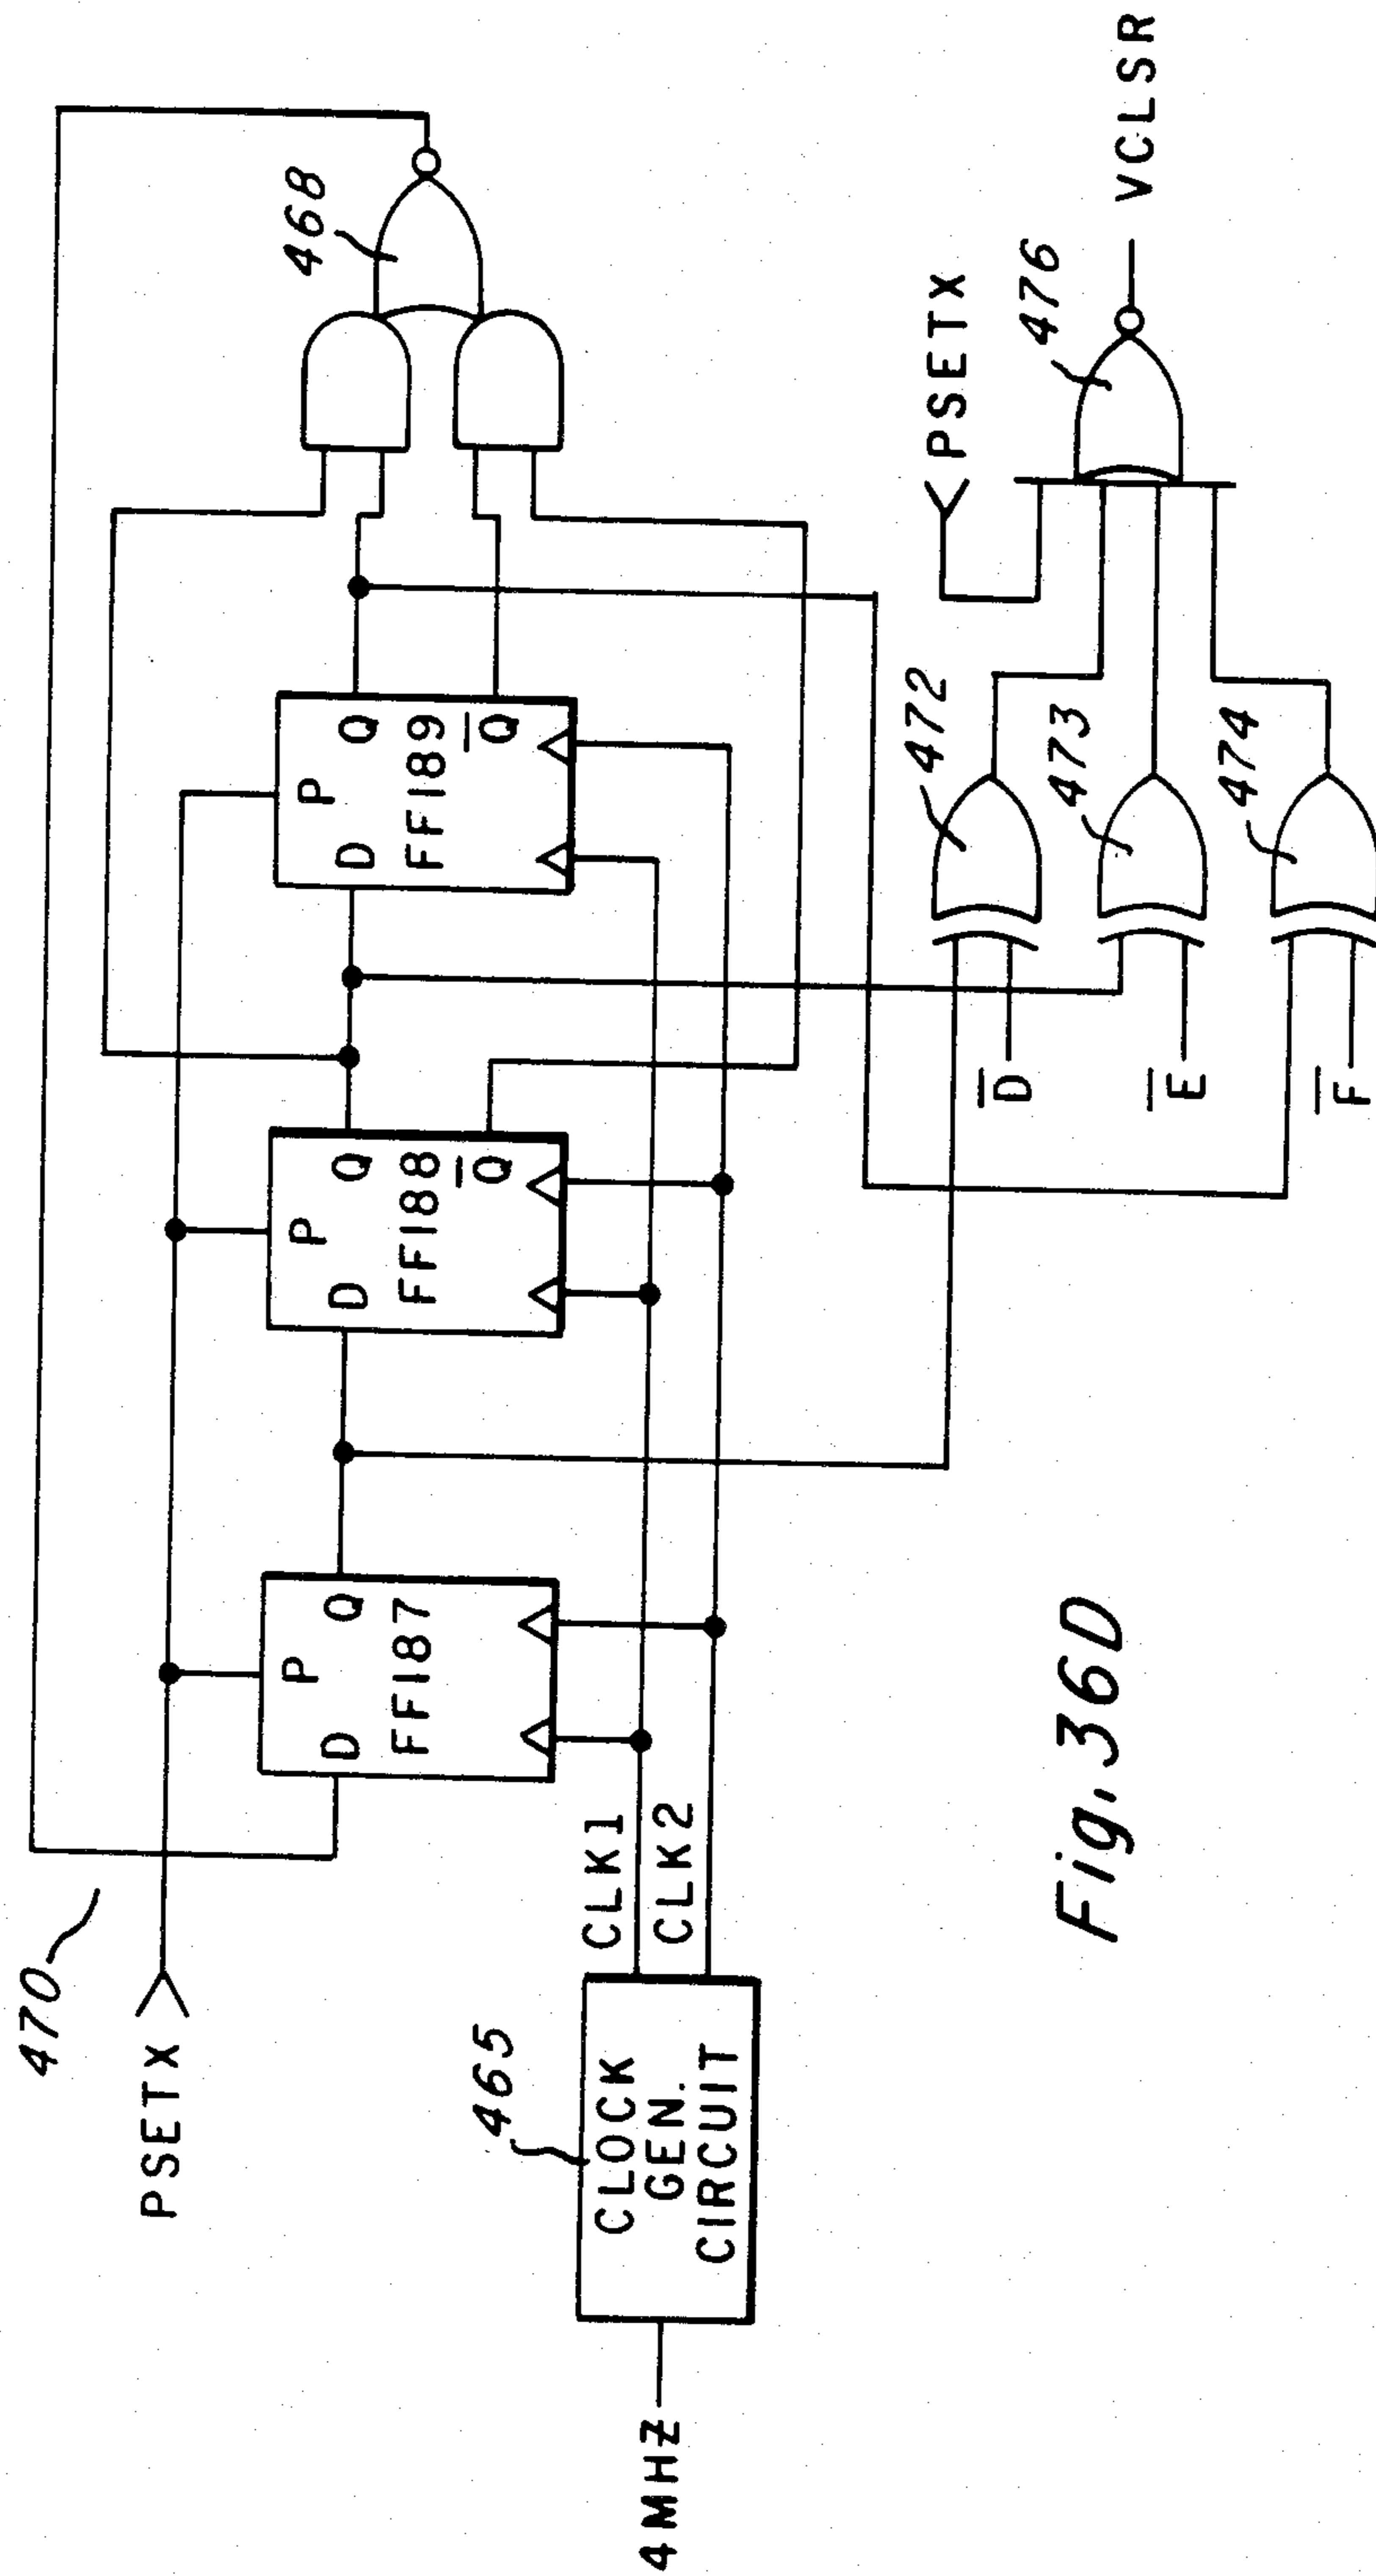 470
PSETX
468
P
D
Q
FF187
P
D
Q
FF188
Q
P
D
Q
FF189
Q
465
CLOCK
GEN.
CIRCUIT
4MHZ
CLK1
CLK2
PSETX
472
473
474
476
VCLSR
D
E
F
Fig. 36D